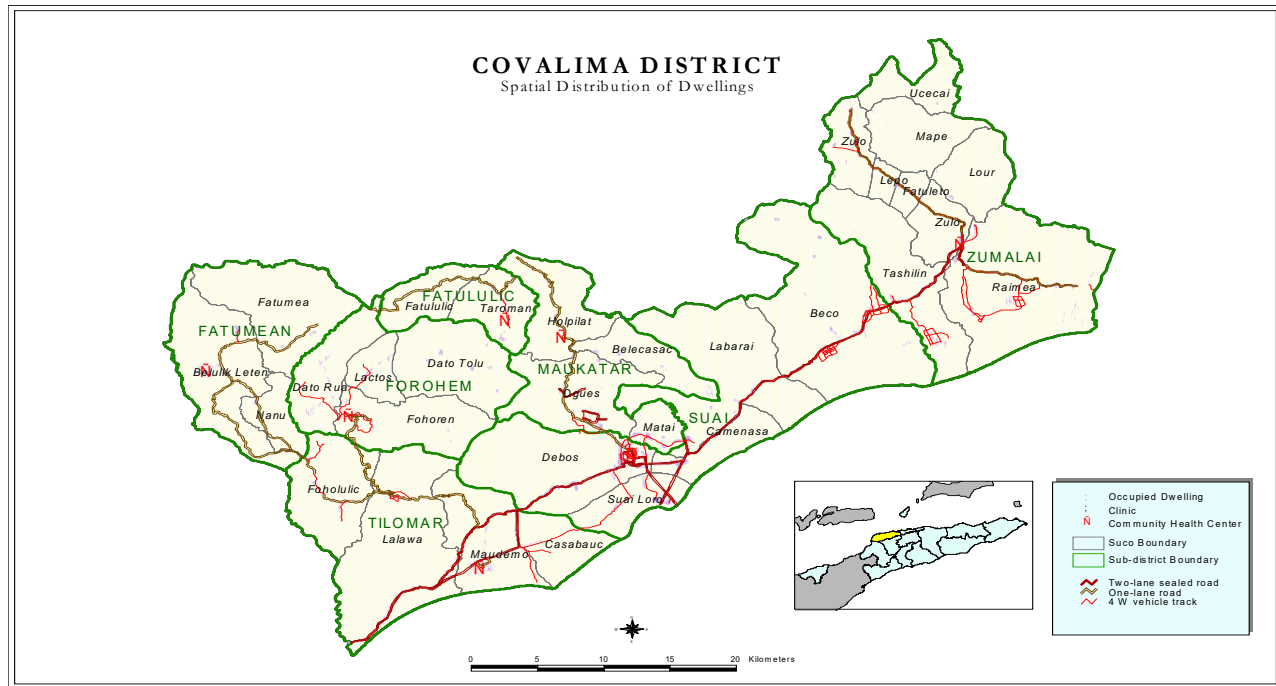 COVALIMA DISTRICT
Spatial Distribution of Dwellings
Ucecai
Mape
Zulo
Lour
Lepo
Fatuleto
Zulo
Ñ
ZUMALAI
Tashilin
Raimea
Fatumea
FATULULIC
Fatululic
Taroman
Ñ
Beco
FATUMEAN
Holpilat
Ñ
Labarai
Belecasac
Dato Tolu
MAUKATAR
Ñ
Belulik Leten
Lactos
Dato Rua
FOROHEM
Ogues
Nanu
Ñ
Fohoren
SUAI
Matai
Camenasa
Debos
Ñ
Foholulic
Suai Loro
TILOMAR
Lalawa
Casabauc
Maudemo
Ñ
Occupied Dwelling
Clinic
Ñ Community Health Center
Suco Boundary
Sub-district Boundary
Two-lane sealed road
One-lane road
4 W vehicle track
N
W E
S
0 5 10 15 20 Kilometers